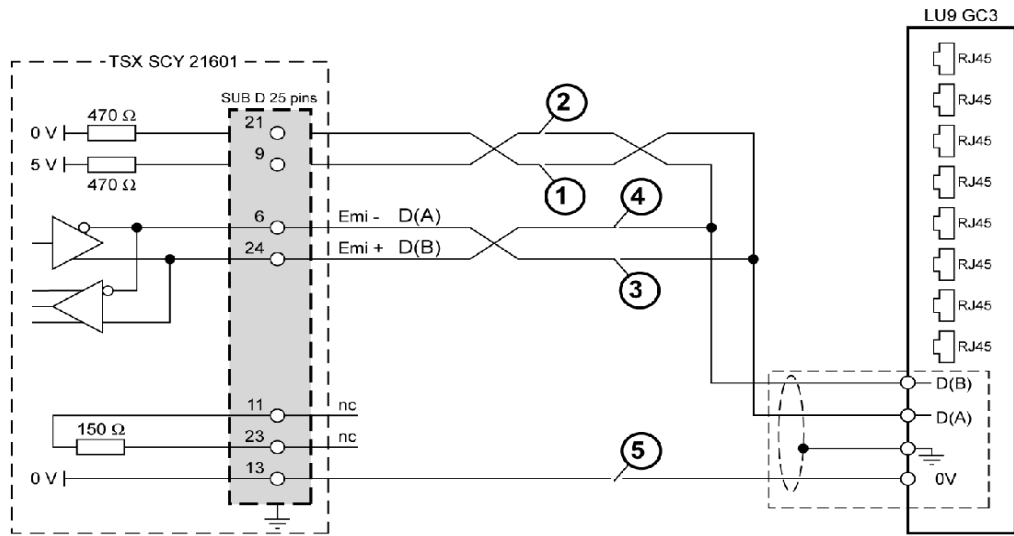 LU9 GC3
TSX SCY 21601
SUB D 25 pins
470 Ω
0 V
21
2
5 V
9
470 Ω
1
6
Emi - D(A)
4
24
Emi + D(B)
3
RJ45
RJ45
RJ45
RJ45
RJ45
RJ45
RJ45
RJ45
D(B)
11
nc
D(A)
150 Ω
23
nc
5
0 V
13
0V